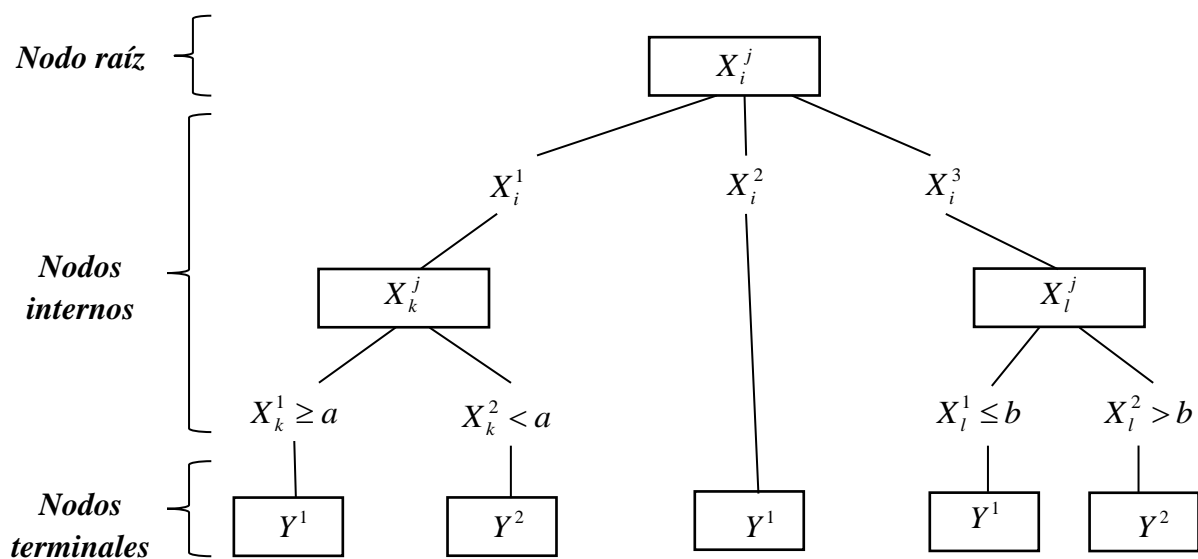 Nodo raíz
X_i^j
X_i^1 X_i^2 X_i^3
Nodos
internos
X_k^j X_l^j
X_k^1 ≥ a X_k^2 < a X_l^1 ≤ b X_l^2 > b
Nodos
terminales
Y^1 Y^2 Y^1 Y^1 Y^2